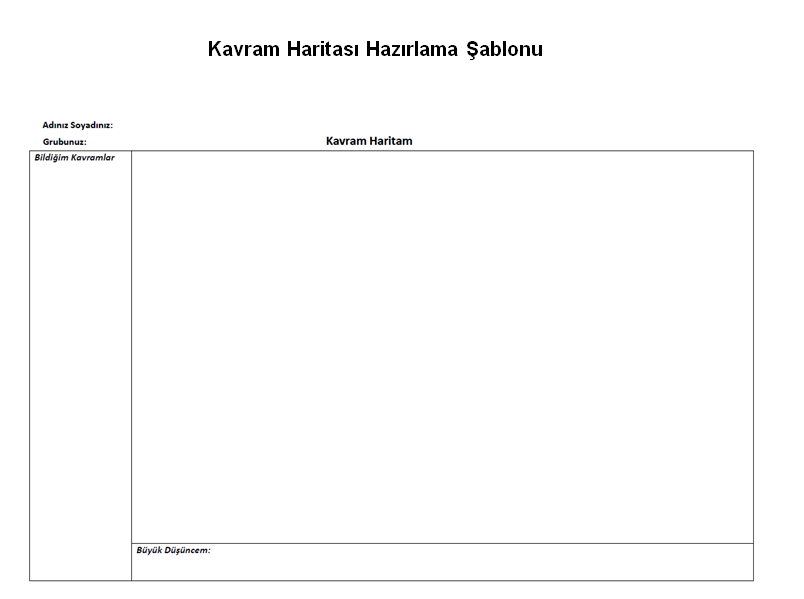 Kavram Haritası Hazırlama Şablonu
Adınız Soyadınız:
Grubunuz:
Kavram Haritam
Bildiğim Kavramlar
Büyük Düşüncem: